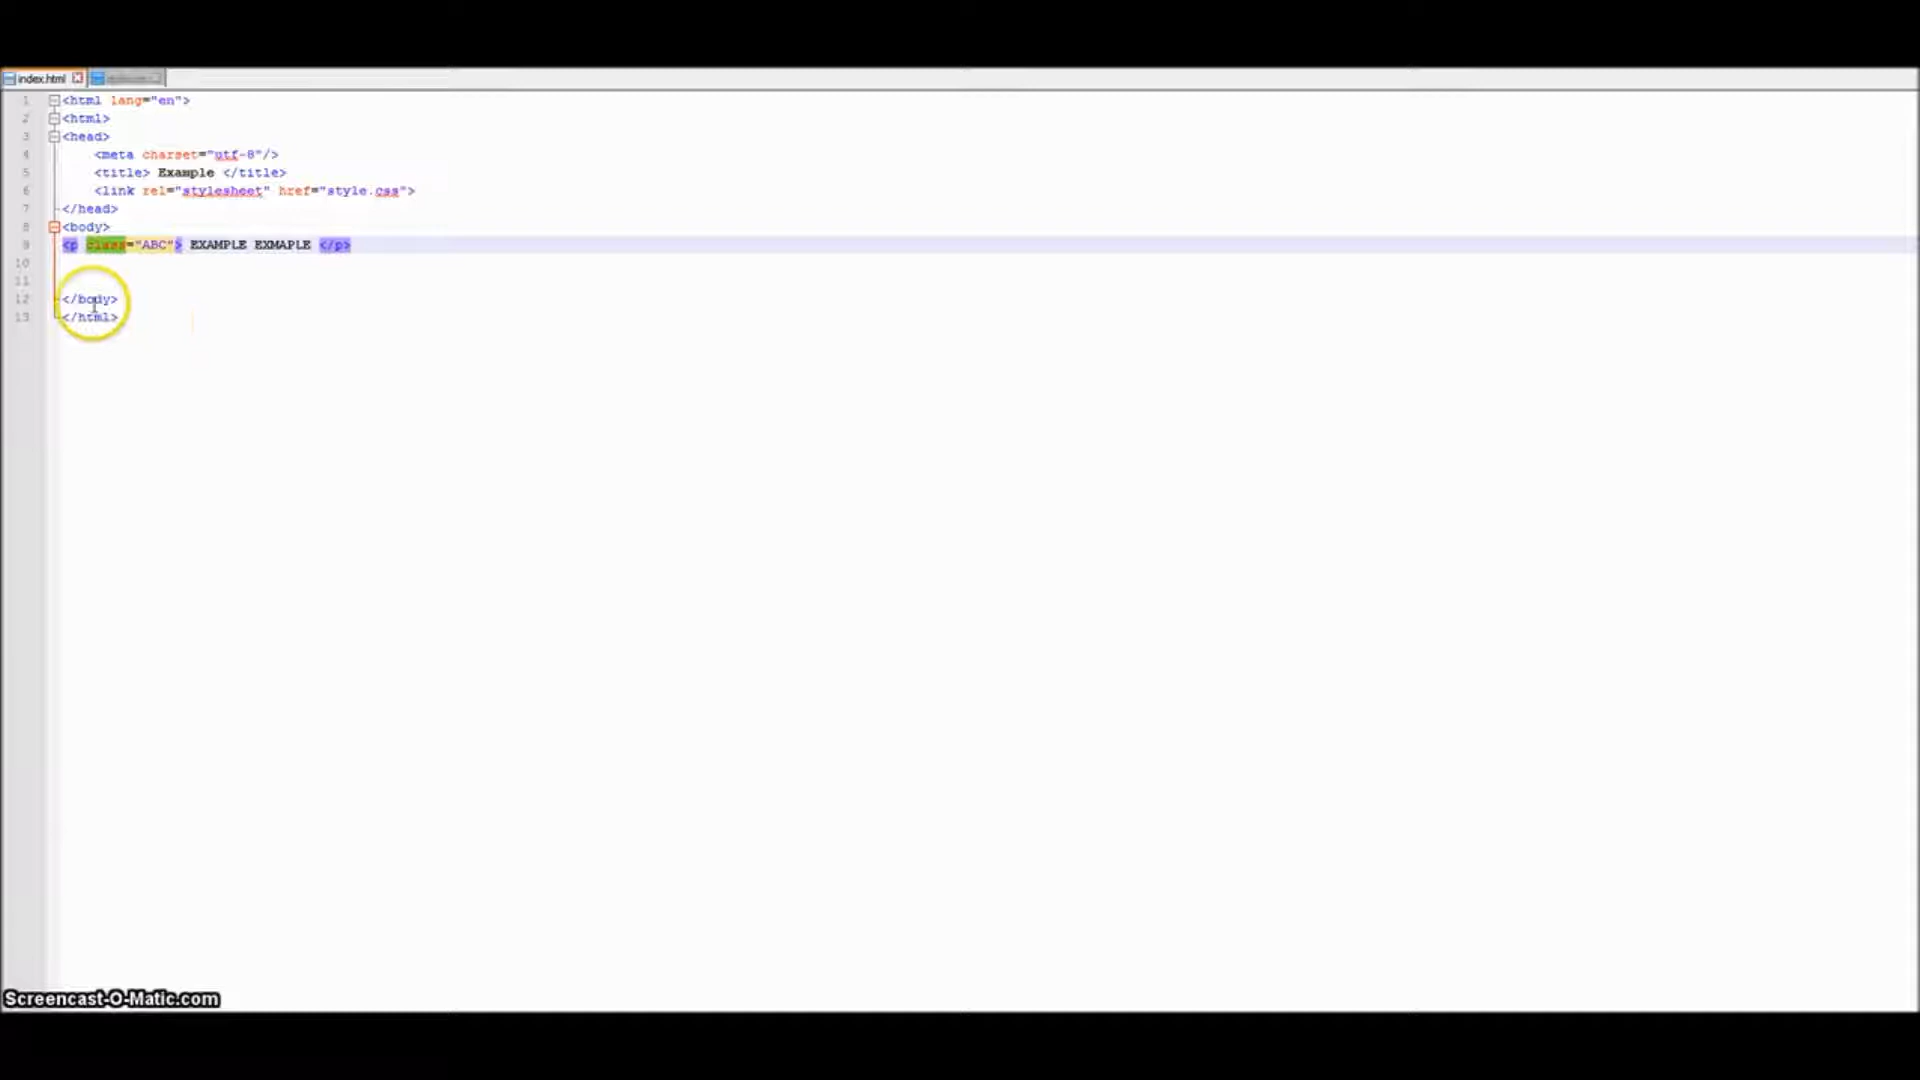 index.html
1 <html lang="en">
2 <html>
3 <head>
4 <meta charset="utf-8"/>
5 <title> Example </title>
6 <link rel="stylesheet" href="style.css">
7 </head>
8 <body>
9 <p class="ABC"> EXAMPLE EXMAPLE </p>
10
11
12 </body>
13 </html>
Screencast-O-Matic.com